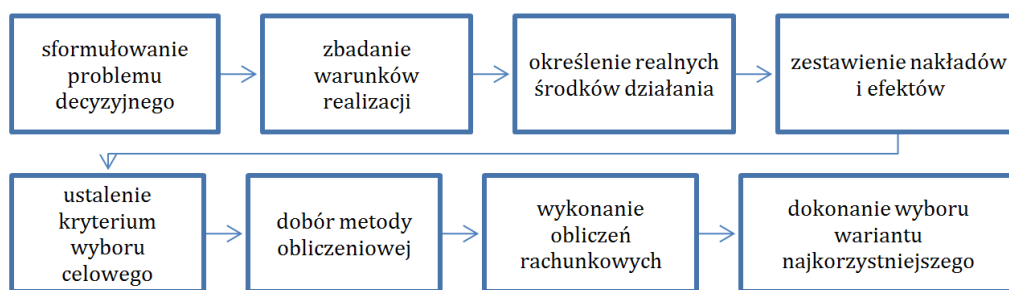 sformułowanie
problemu
decyzyjnego
zbadanie
warunków
realizacji
określenie realnych
środków działania
zestawienie nakładów
i efektów
ustalenie
kryterium
wyboru
celowego
dobór metody
obliczeniowej
wykonanie
obliczeń
rachunkowych
dokonanie wyboru
wariantu
najkorzystniejszego